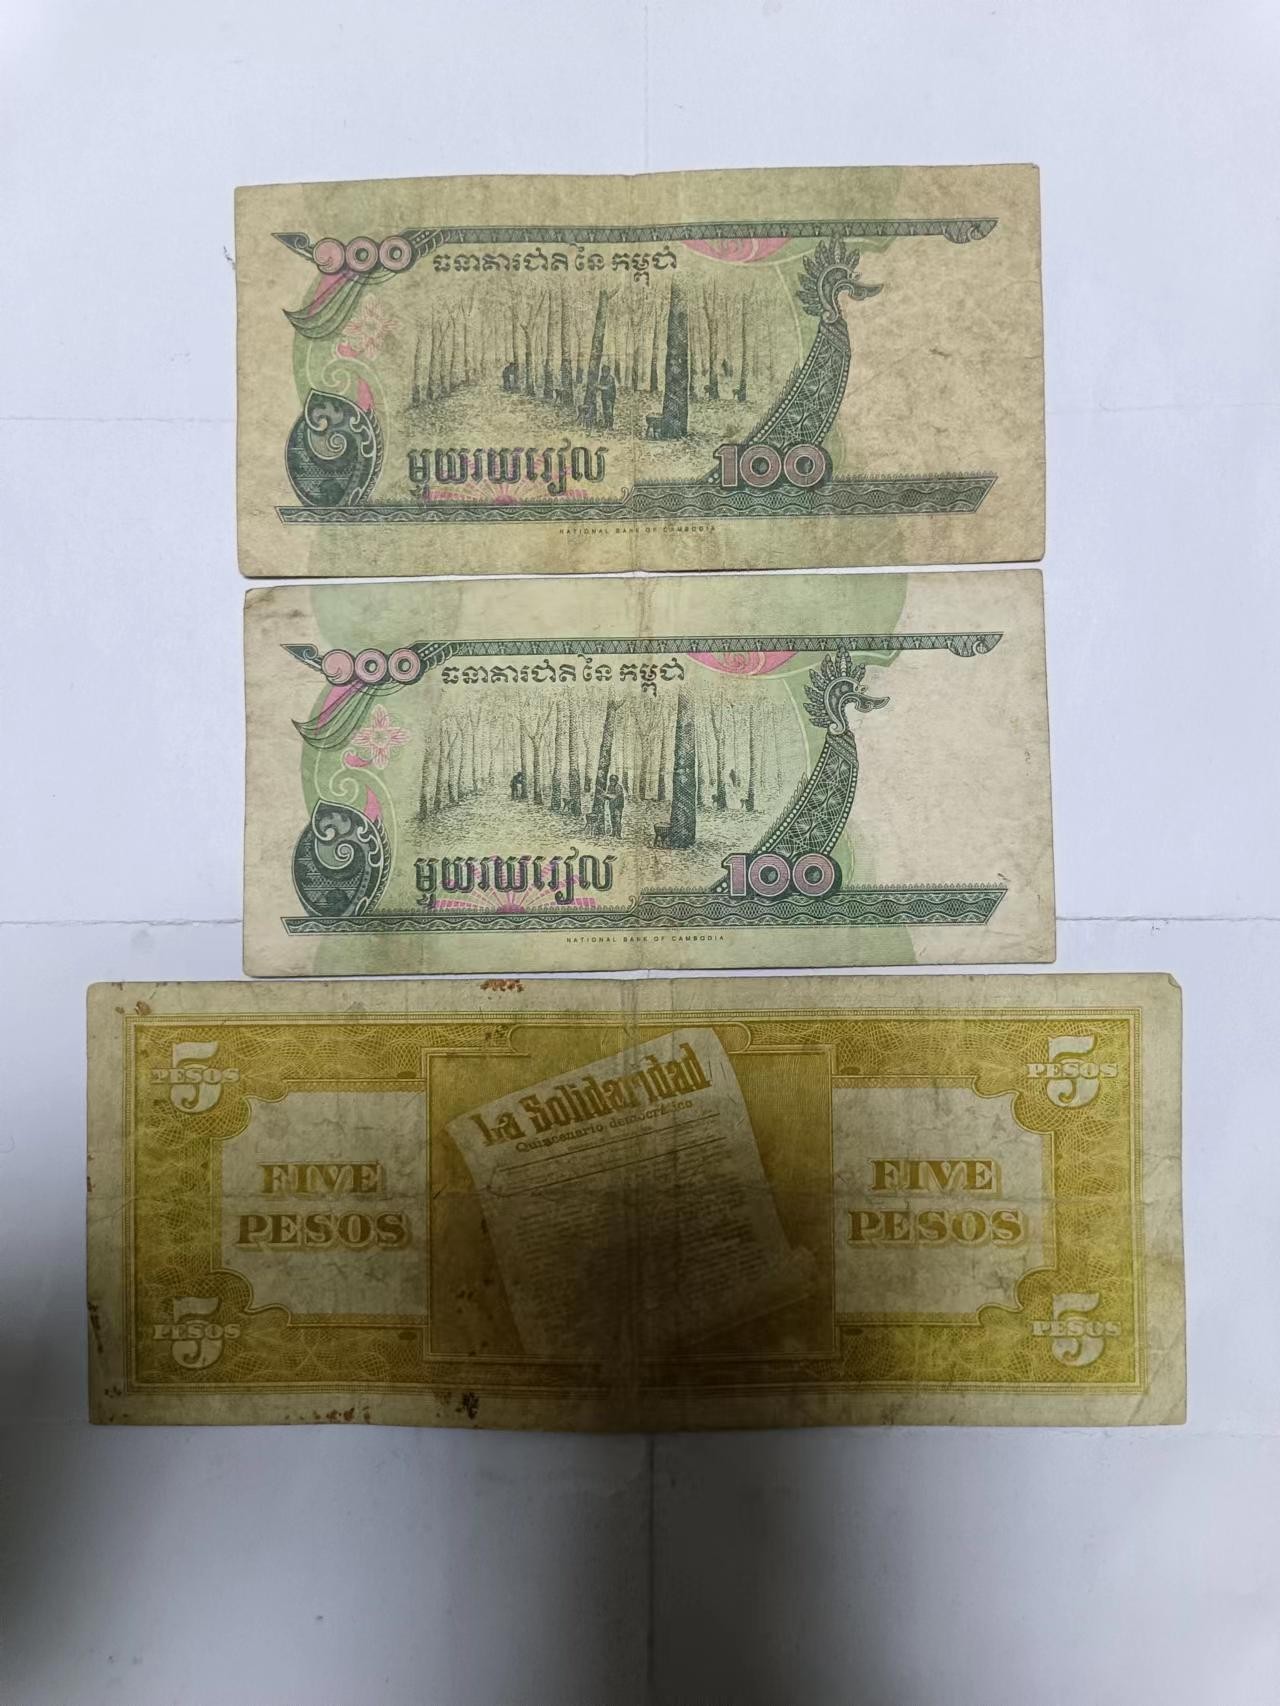 ១០០
ធនាគារជាតិ នៃ កម្ពុជា
មួយរយរៀល
100
NATIONAL BANK OF CAMBODIA
១០០
ធនាគារជាតិ នៃ កម្ពុជា
មួយរយរៀល
100
NATIONAL BANK OF CAMBODIA
5 PESOS
5 PESOS
La Solidaridad
Quincenario democrático
FIVE
PESOS
FIVE
PESOS
5 PESOS
5 PESOS